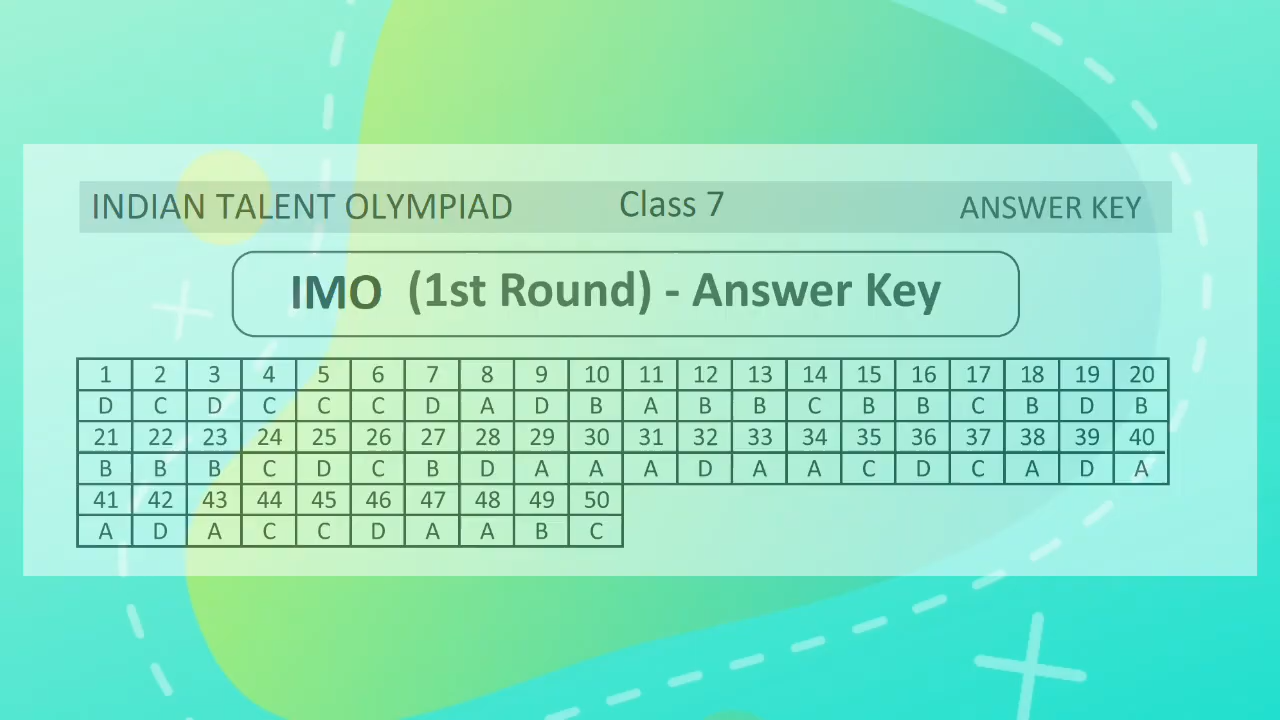 INDIAN TALENT OLYMPIAD Class 7 ANSWER KEY
IMO (1st Round) - Answer Key
1 2 3 4 5 6 7 8 9 10 11 12 13 14 15 16 17 18 19 20
D C D C C C D A D B A B B C B B C B D B
21 22 23 24 25 26 27 28 29 30 31 32 33 34 35 36 37 38 39 40
B B B C D C B D A A A D A A C D C A D A
41 42 43 44 45 46 47 48 49 50
A D A C C D A A B C